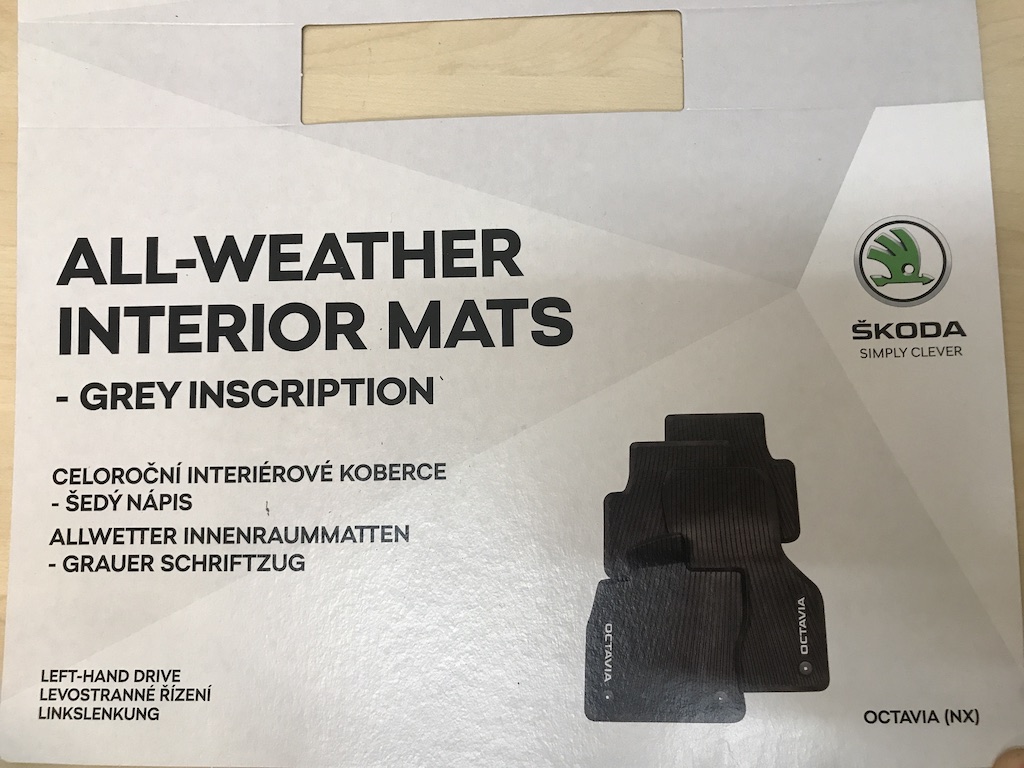 ALL-WEATHER
INTERIOR MATS
- GREY INSCRIPTION
CELOROČNÍ INTERIÉROVÉ KOBERCE
- ŠEDÝ NÁPIS
ALLWETTER INNENRAUMMATTEN
- GRAUER SCHRIFTZUG
LEFT-HAND DRIVE
LEVOSTRANNÉ ŘÍZENÍ
LINKSLENKUNG
ŠKODA
SIMPLY CLEVER
OCTAVIA
OCTAVIA
OCTAVIA (NX)